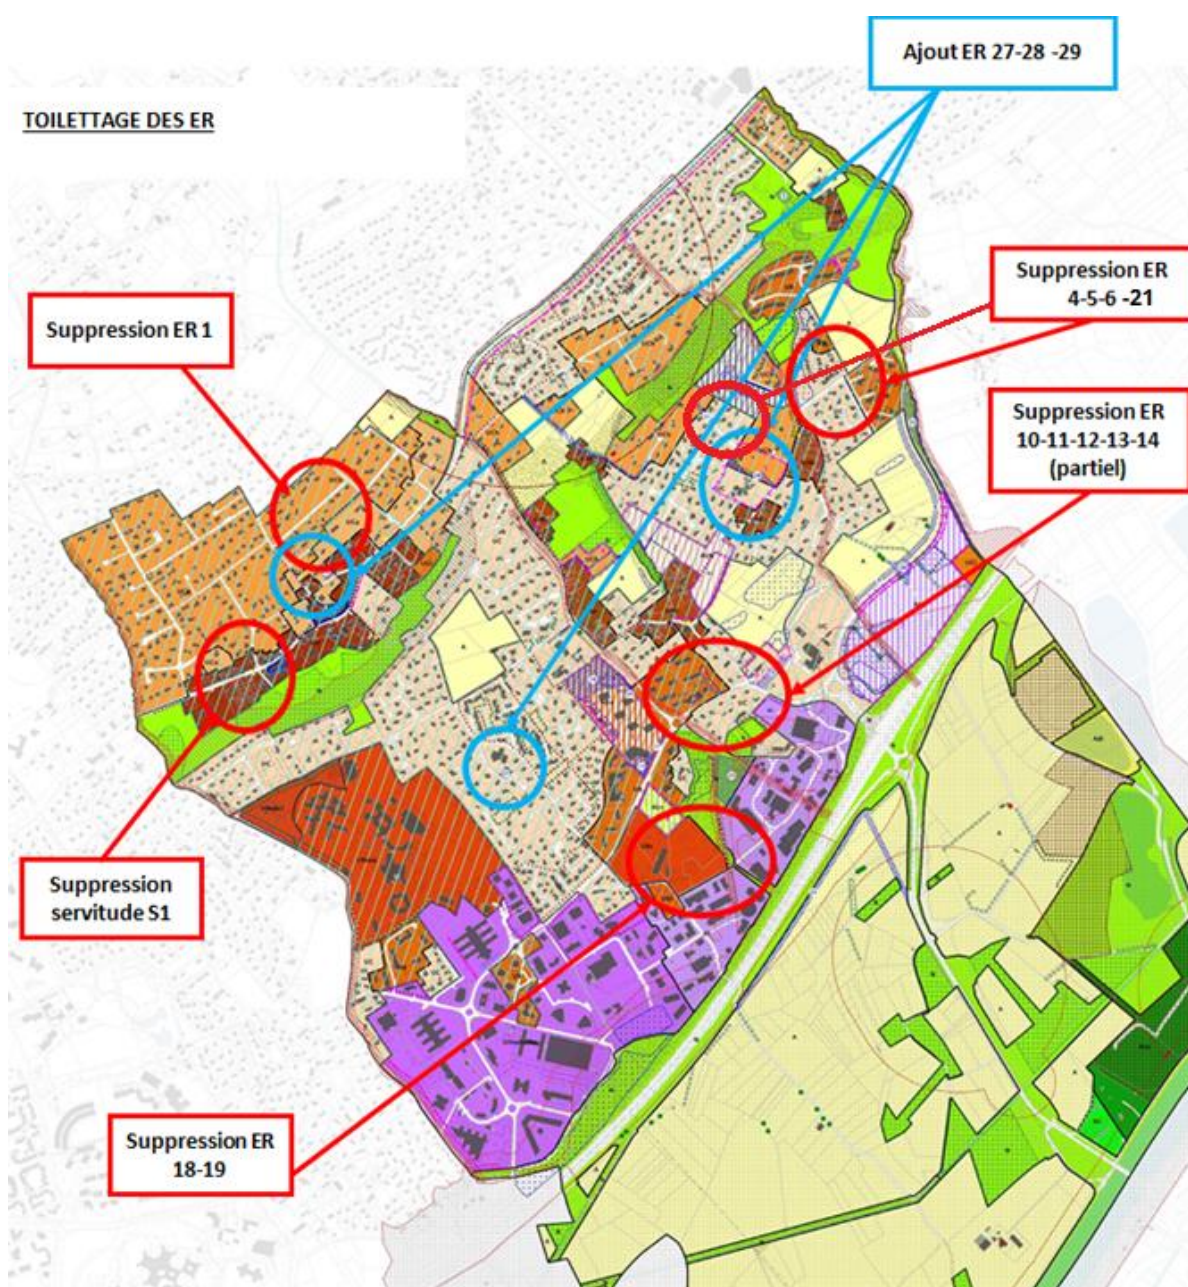 Ajout ER 27-28 -29
TOILETTAGE DES ER
Suppression ER
4-5-6 -21
Suppression ER 1
Suppression ER
10-11-12-13-14
(partiel)
Suppression
servitude S1
Suppression ER
18-19